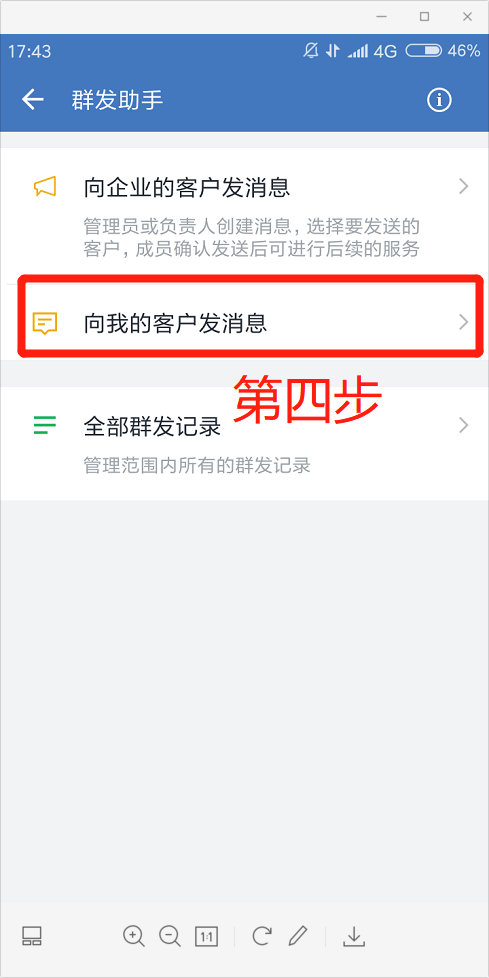 17:43 4G 46%
群发助手
向企业的客户发消息
管理员或负责人创建消息，选择要发送的
客户，成员确认发送后可进行后续的服务
向我的客户发消息
第四步
全部群发记录
管理范围内所有的群发记录
1:1